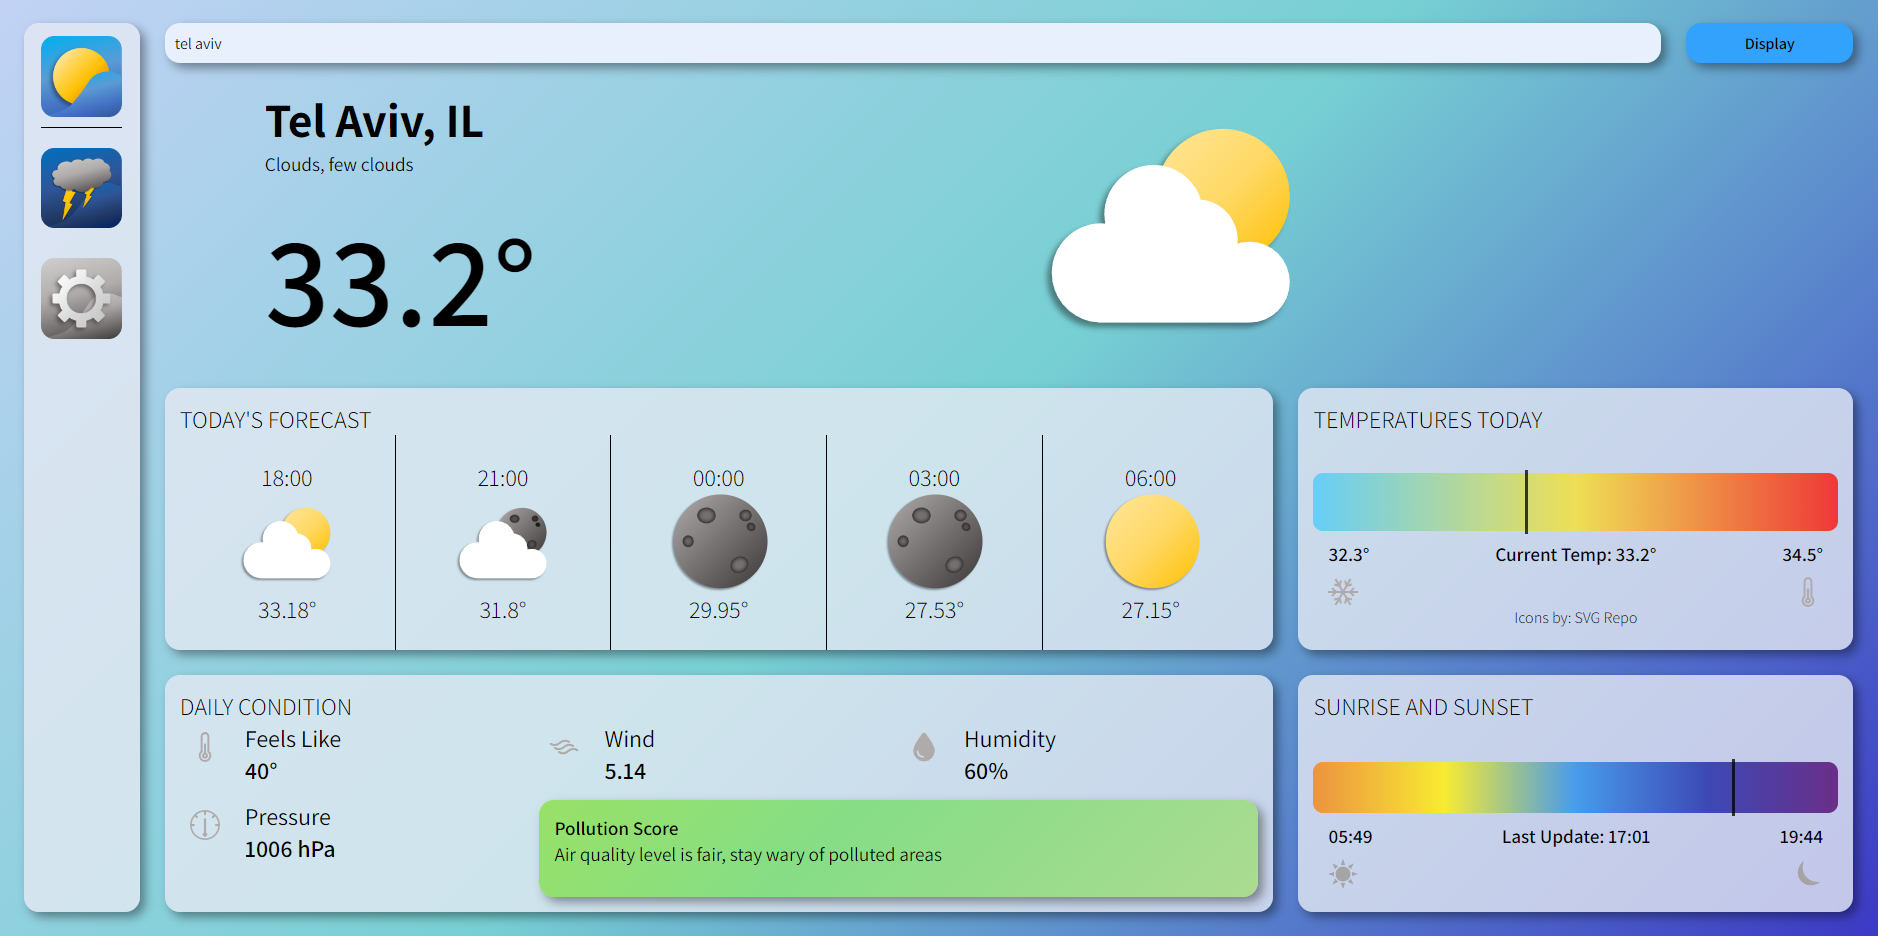 tel aviv
Display
Tel Aviv, IL
Clouds, few clouds
33.2°
TODAY'S FORECAST
18:00
33.18°
21:00
31.8°
00:00
29.95°
03:00
27.53°
06:00
27.15°
TEMPERATURES TODAY
32.3°
Current Temp: 33.2°
34.5°
Icons by: SVG Repo
DAILY CONDITION
Feels Like
40°
Wind
5.14
Humidity
60%
Pressure
1006 hPa
Pollution Score
Air quality level is fair, stay wary of polluted areas
SUNRISE AND SUNSET
05:49
Last Update: 17:01
19:44